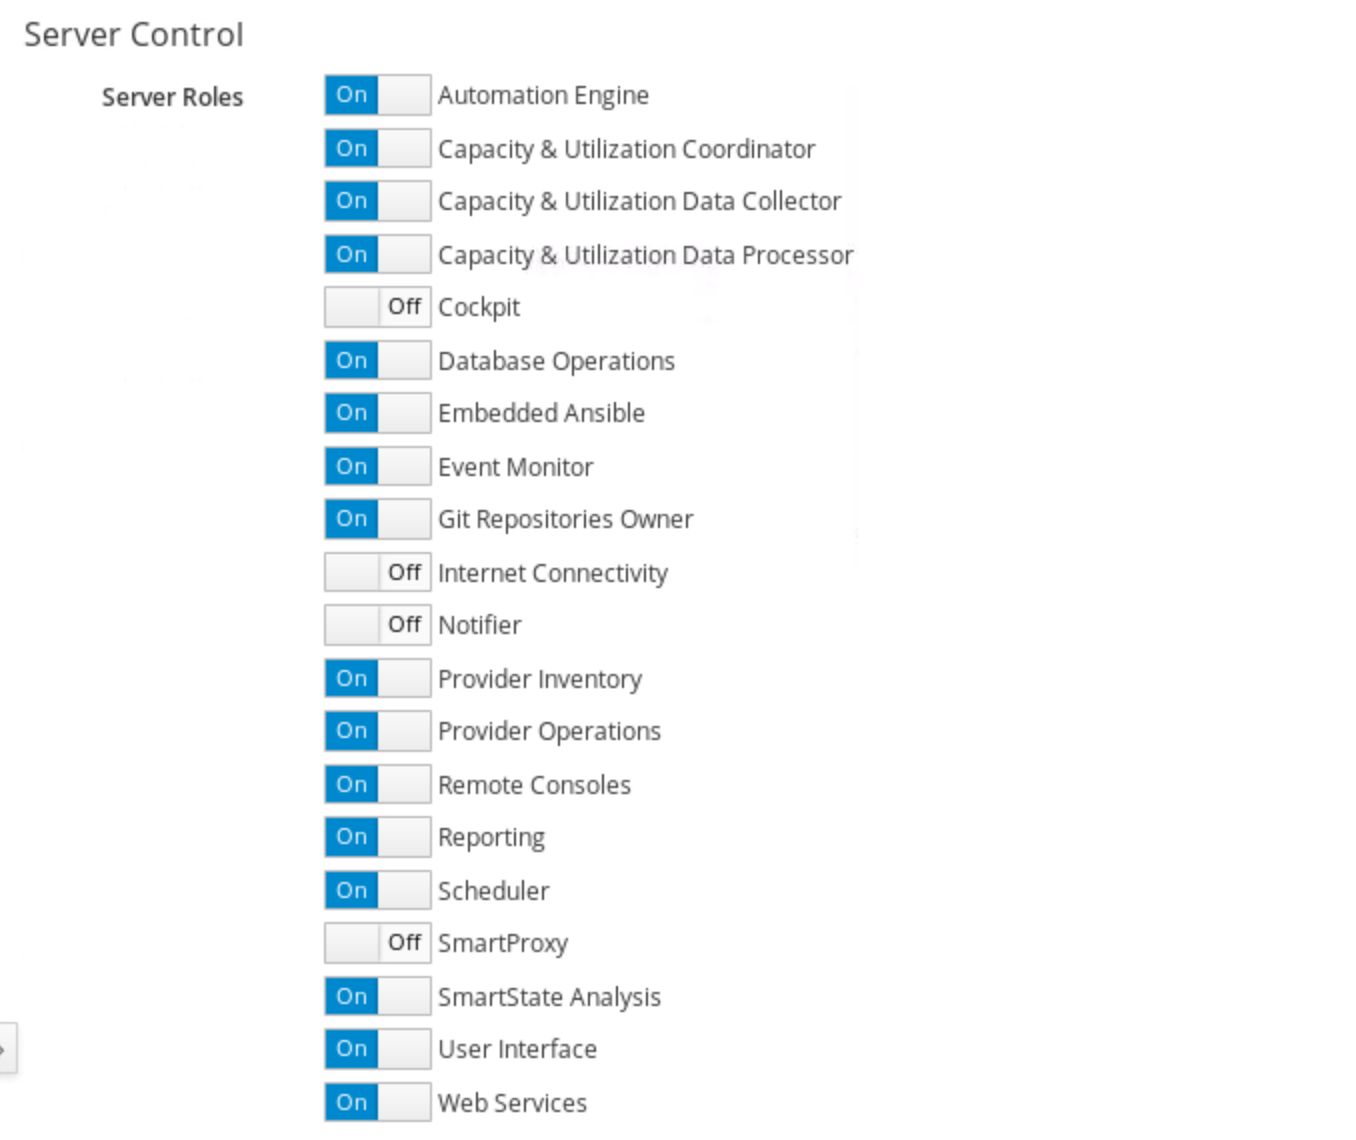 Server Control
Server Roles
On Automation Engine
On Capacity & Utilization Coordinator
On Capacity & Utilization Data Collector
On Capacity & Utilization Data Processor
Off Cockpit
On Database Operations
On Embedded Ansible
On Event Monitor
On Git Repositories Owner
Off Internet Connectivity
Off Notifier
On Provider Inventory
On Provider Operations
On Remote Consoles
On Reporting
On Scheduler
Off SmartProxy
On SmartState Analysis
On User Interface
On Web Services